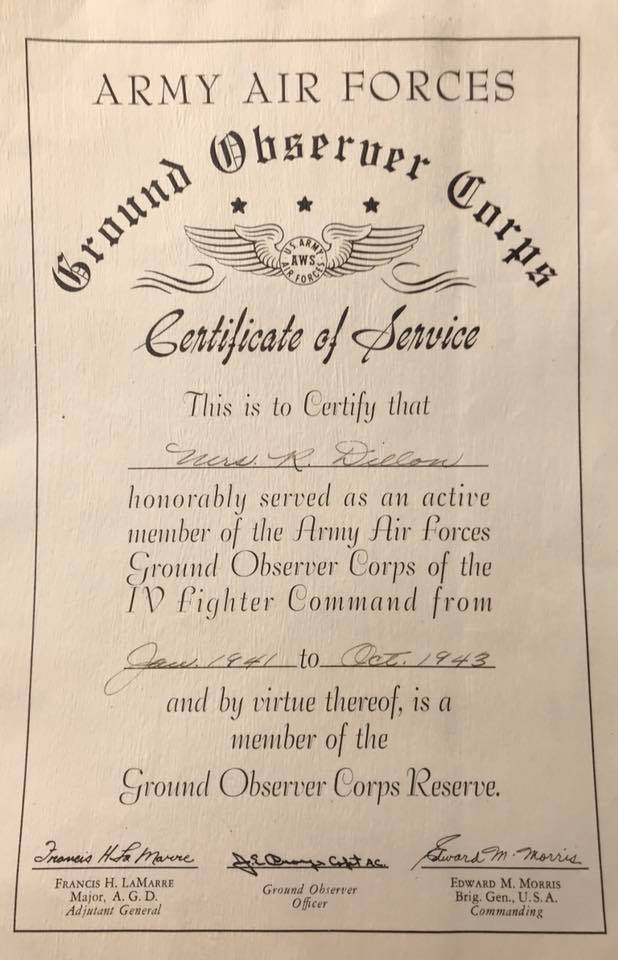 ARMY AIR FORCES
Ground Observer Corps
U.S. ARMY
AWS
AIR FORCES
Certificate of Service
This is to Certify that
Mrs. R. Dillon
honorably served as an active
member of the Army Air Forces
Ground Observer Corps of the
IV Fighter Command from
Jan. 1941 to Oct. 1943
and by virtue thereof, is a
member of the
Ground Observer Corps Reserve.
Francis H. La Marre
FRANCIS H. LAMARRE
Major, A. G. D.
Adjutant General
J. E. Capt A.C.
Ground Observer
Officer
Edward M. Morris
EDWARD M. MORRIS
Brig. Gen., U. S. A.
Commanding